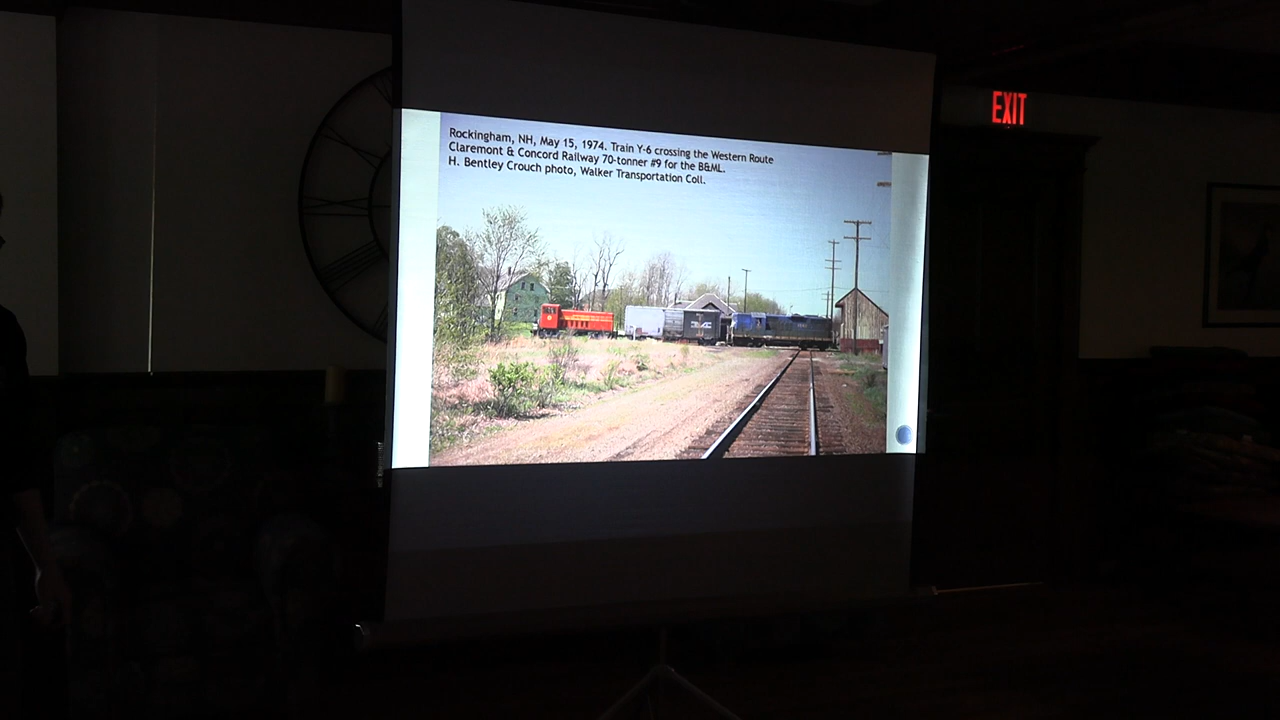 Rockingham, NH, May 15, 1974. Train Y-6 crossing the Western Route
Claremont & Concord Railway 70-tonner #9 for the B&ML.
H. Bentley Crouch photo, Walker Transportation Coll.
EXIT